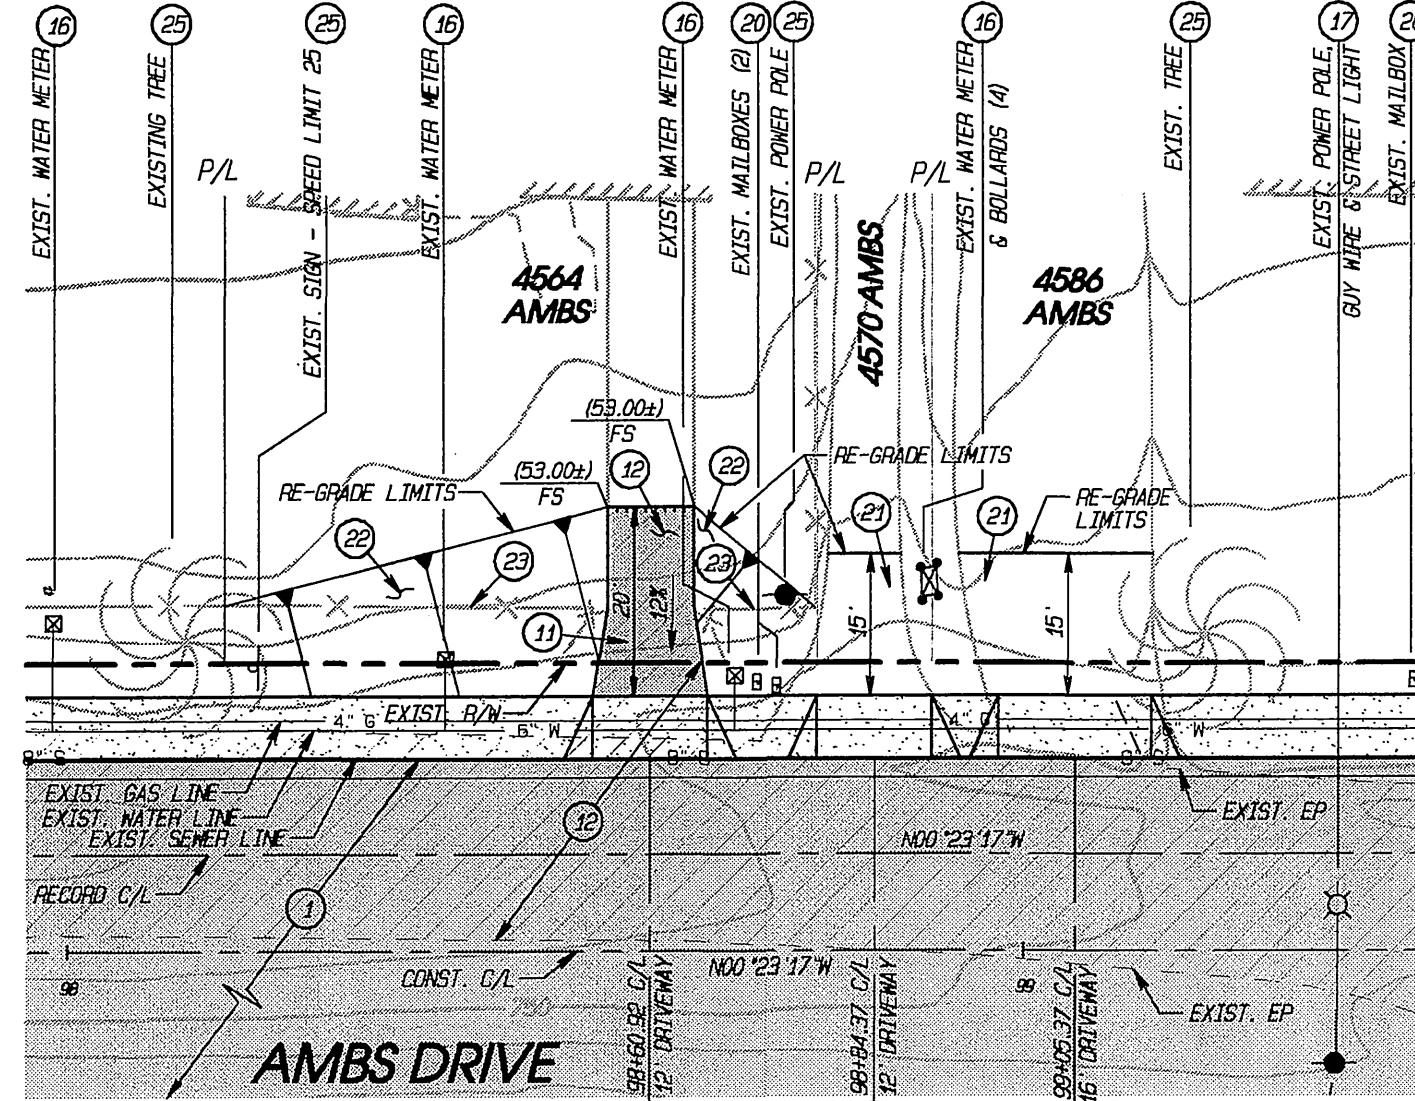 16
25
25
16
16
20
25
16
25
17
EXIST. WATER METER
EXISTING TREE
P/L
EXIST. SIGN - SPEED LIMIT 25
EXIST. WATER METER
EXIST. WATER METER
EXIST. MAILBOXES (2)
EXIST. POWER POLE
P/L
P/L
EXIST. WATER METER
& BOLLARDS (4)
EXIST. TREE
EXIST. POWER POLE,
GUY WIRE & STREET LIGHT
EXIST. MAILBOX
4564
AMBS
4570 AMBS
4586
AMBS
(53.00±)
FS
(53.00±)
FS
12
22
RE-GRADE LIMITS
RE-GRADE LIMITS
RE-GRADE
LIMITS
22
23
23
21
21
20'
12%
11
15'
15'
EXIST. R/W
4" G
6" W
4" G
6" W
8" S
EXIST. GAS LINE
EXIST. WATER LINE
EXIST. SEWER LINE
RECORD C/L
1
12
N00°23'17"W
EXIST. EP
CONST. C/L
N00°23'17"W
98
99
EXIST. EP
750
AMBS DRIVE
98+60.92 C/L
12' DRIVEWAY
98+84.37 C/L
12' DRIVEWAY
99+05.37 C/L
16' DRIVEWAY